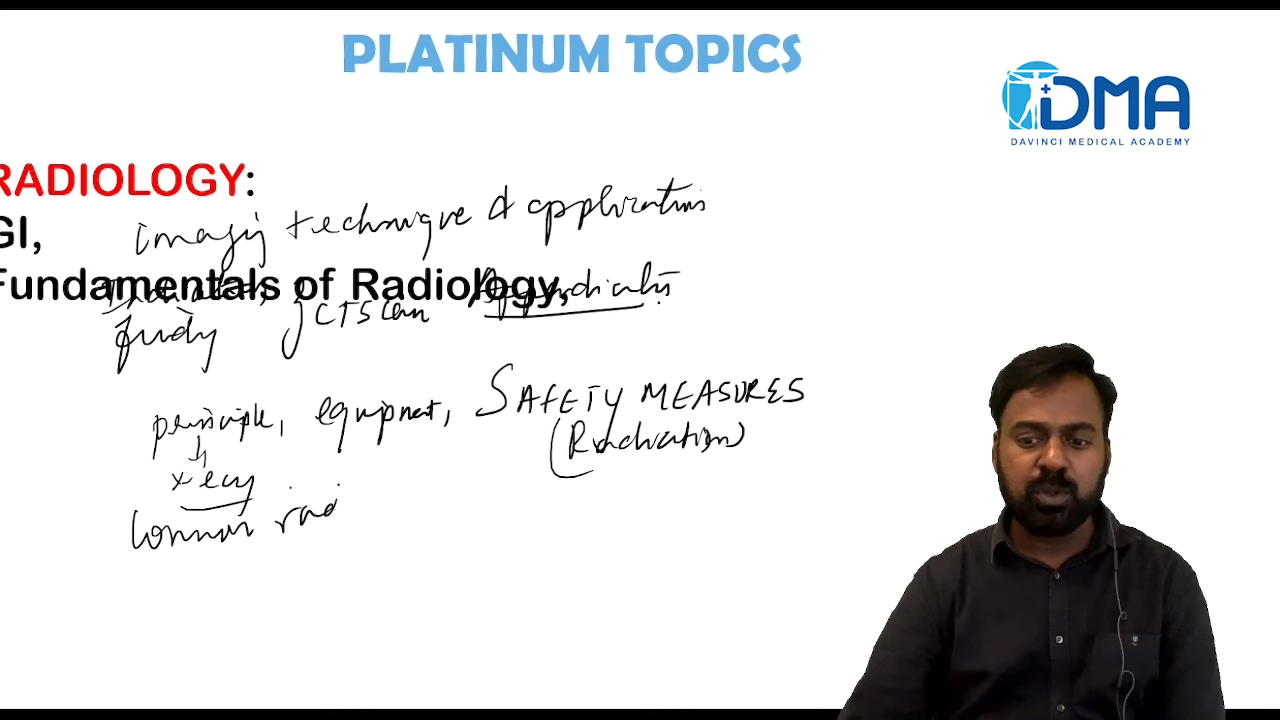 PLATINUM TOPICS
DMA
DAVINCI MEDICAL ACADEMY
RADIOLOGY:
imaging technique & applications
GI,
Fundamentals of Radiology,
study } CT Scan
principle, equipment, SAFETY MEASURES
(Radiation)
x ray
Common rad